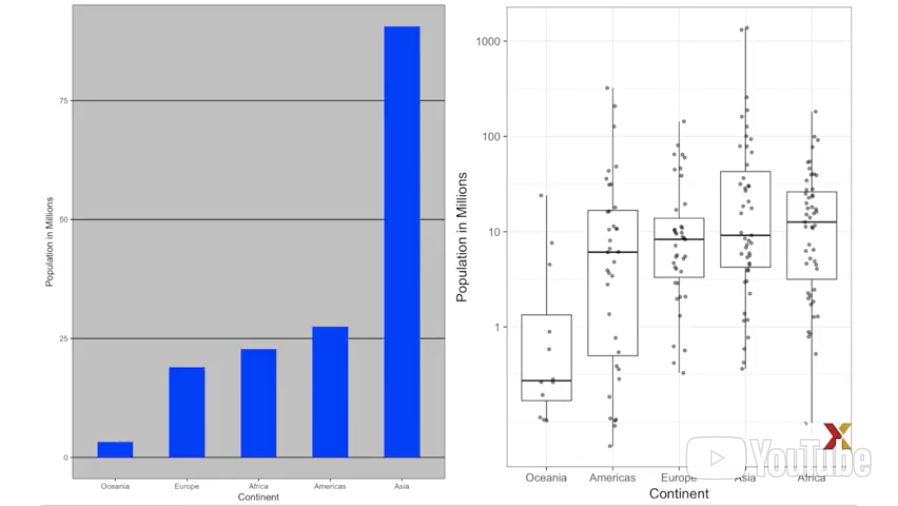 75
50
25
0
Population in Millions
Oceania
Europe
Africa
Americas
Asia
Continent
1000
100
10
1
Population in Millions
Oceania
Americas
Europe
Asia
Africa
Continent
YouTube